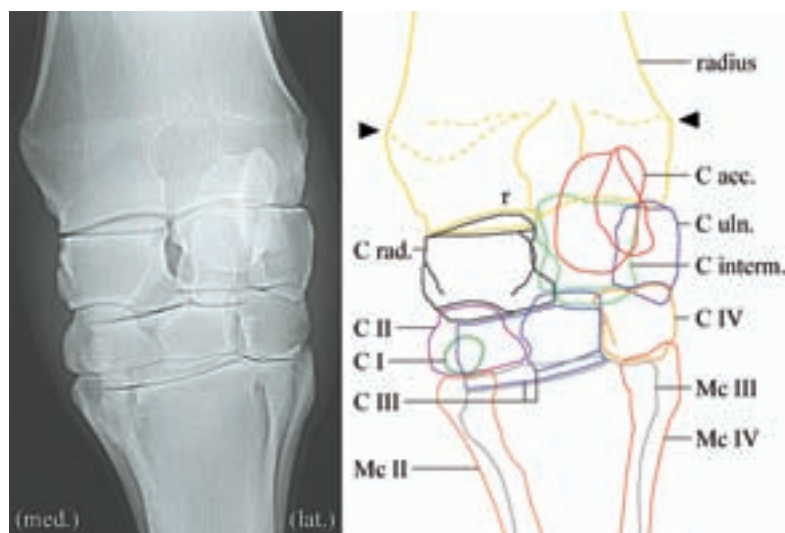 (med.)
(lat.)
radius
C acc.
r
C uln.
C rad.
C interm.
C II
C IV
C I
C III
Mc III
Mc IV
Mc II